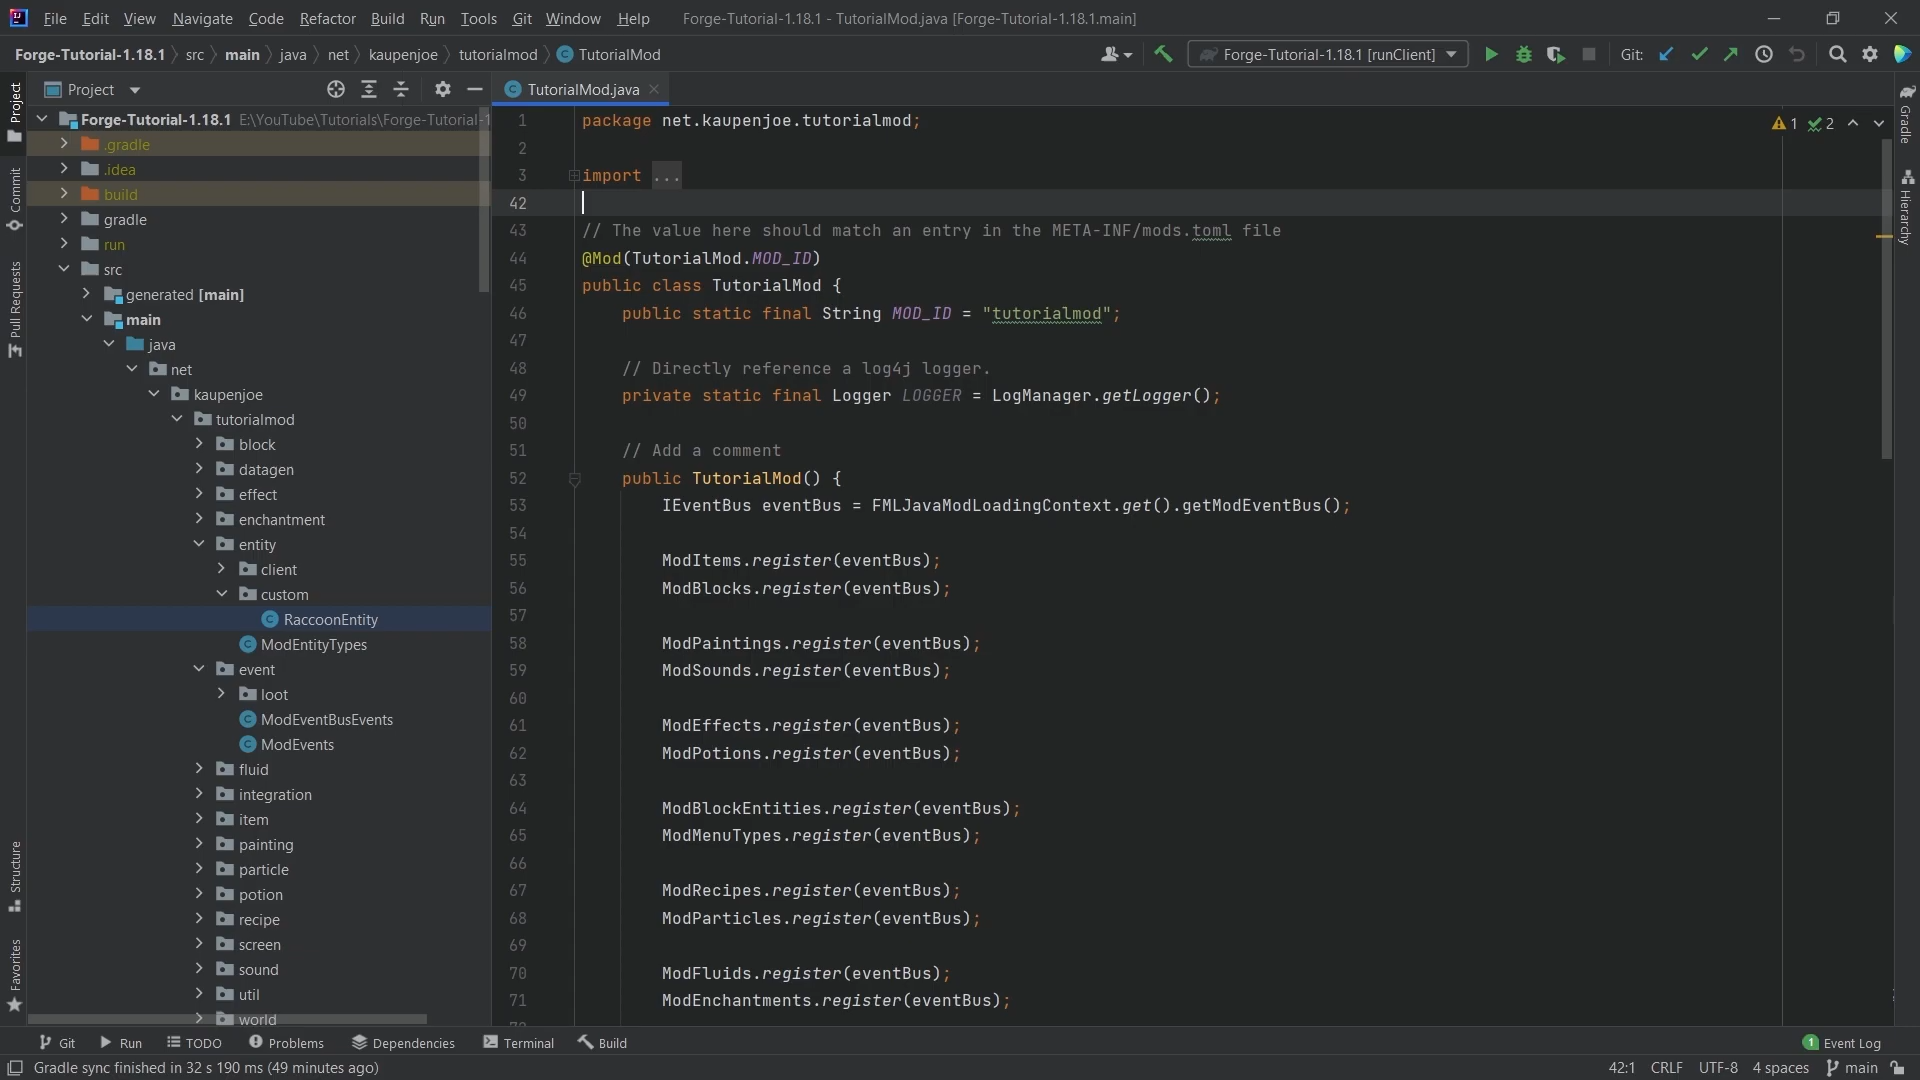 File Edit View Navigate Code Refactor Build Run Tools Git Window Help Forge-Tutorial-1.18.1 - TutorialMod.java [Forge-Tutorial-1.18.1.main]
Forge-Tutorial-1.18.1 src main java net kaupenjoe tutorialmod TutorialMod Forge-Tutorial-1.18.1 [runClient] Git:
Project
Commit
Pull Requests
Structure
Favorites
Project
Forge-Tutorial-1.18.1 E:\YouTube\Tutorials\Forge-Tutorial-1
.gradle
.idea
build
gradle
run
src
generated [main]
main
java
net
kaupenjoe
tutorialmod
block
datagen
effect
enchantment
entity
client
custom
RaccoonEntity
ModEntityTypes
event
loot
ModEventBusEvents
ModEvents
fluid
integration
item
painting
particle
potion
recipe
screen
sound
util
world
TutorialMod.java
1 package net.kaupenjoe.tutorialmod;
2
3 import ...
42
43 // The value here should match an entry in the META-INF/mods.toml file
44 @Mod(TutorialMod.MOD_ID)
45 public class TutorialMod {
46 public static final String MOD_ID = "tutorialmod";
47
48 // Directly reference a log4j logger.
49 private static final Logger LOGGER = LogManager.getLogger();
50
51 // Add a comment
52 public TutorialMod() {
53 IEventBus eventBus = FMLJavaModLoadingContext.get().getModEventBus();
54
55 ModItems.register(eventBus);
56 ModBlocks.register(eventBus);
57
58 ModPaintings.register(eventBus);
59 ModSounds.register(eventBus);
60
61 ModEffects.register(eventBus);
62 ModPotions.register(eventBus);
63
64 ModBlockEntities.register(eventBus);
65 ModMenuTypes.register(eventBus);
66
67 ModRecipes.register(eventBus);
68 ModParticles.register(eventBus);
69
70 ModFluids.register(eventBus);
71 ModEnchantments.register(eventBus);
1 2
Gradle
Hierarchy
Git Run TODO Problems Dependencies Terminal Build 1 Event Log
Gradle sync finished in 32 s 190 ms (49 minutes ago) 42:1 CRLF UTF-8 4 spaces main